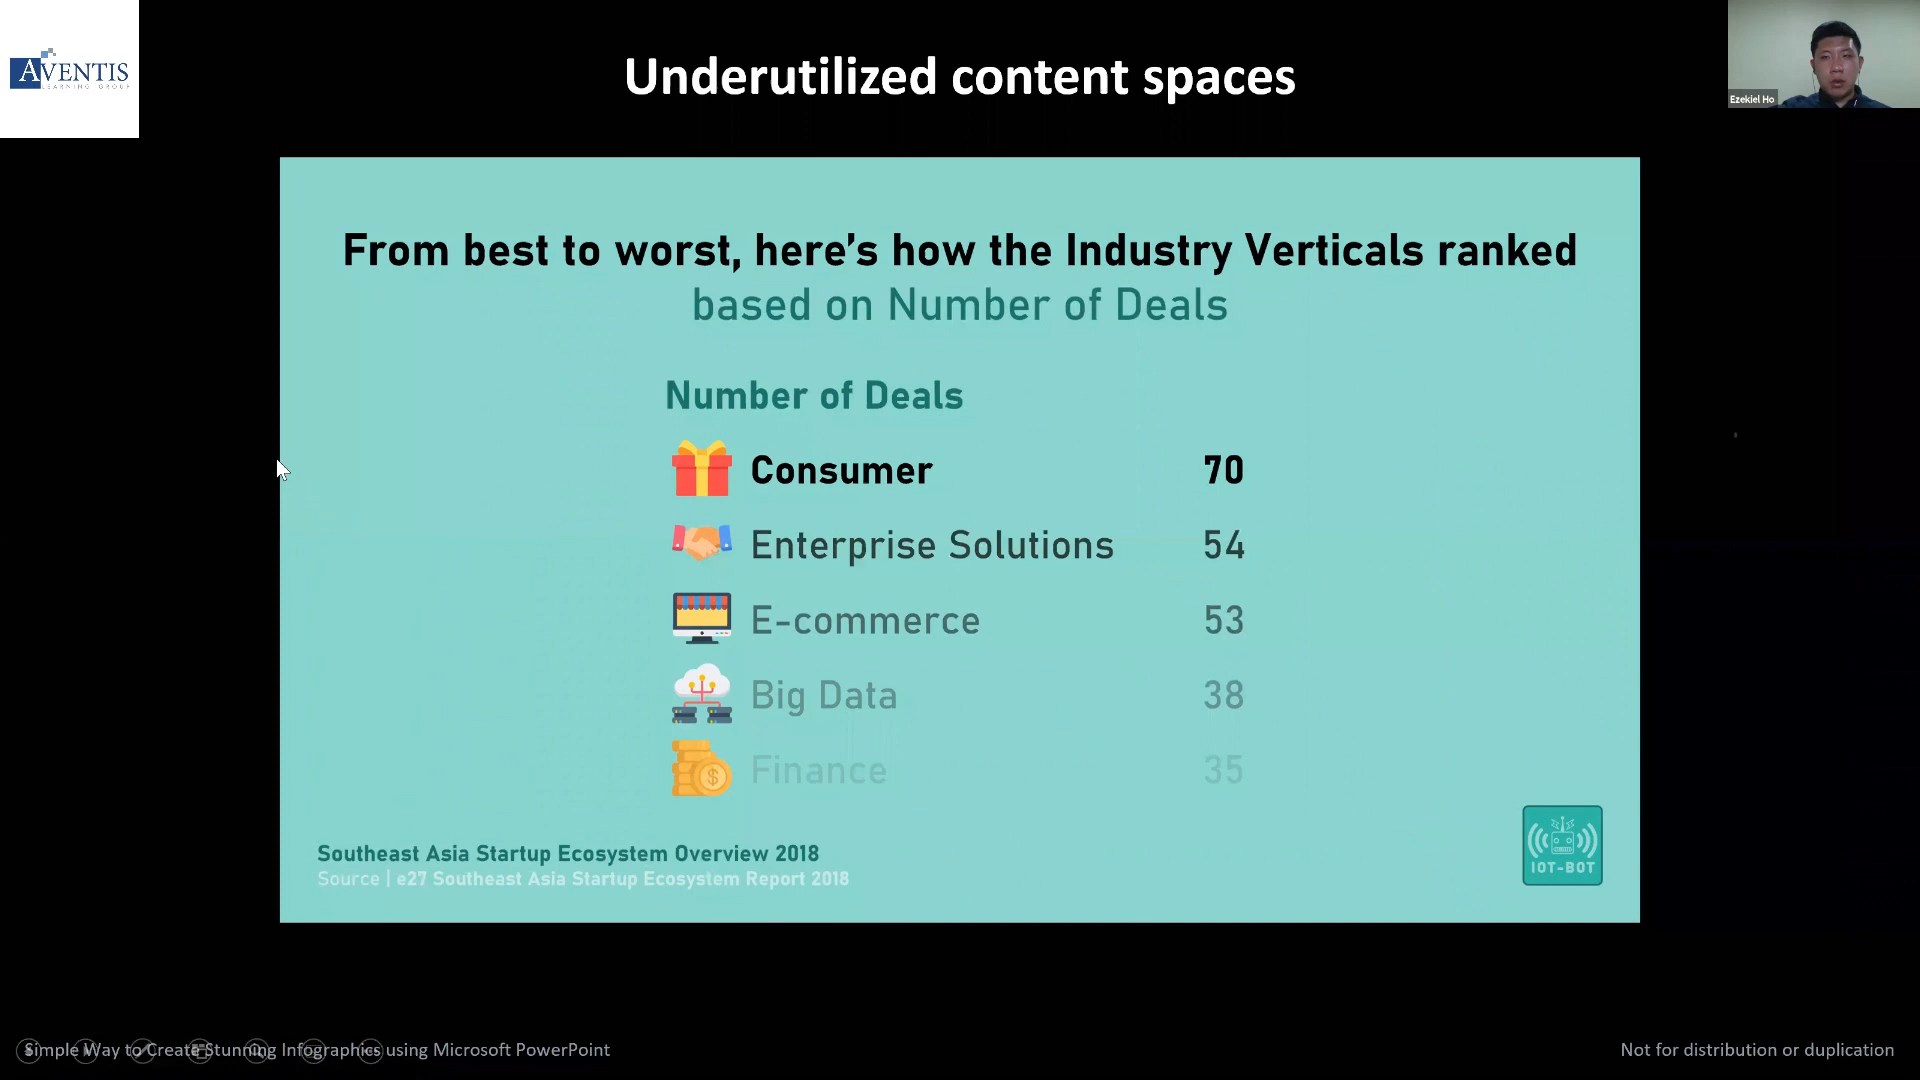 AVENTIS
LEARNING GROUP
Underutilized content spaces
Ezekiel Ho
From best to worst, here's how the Industry Verticals ranked
based on Number of Deals
Number of Deals
Consumer 70
Enterprise Solutions 54
E-commerce 53
Big Data 38
Finance 35
Southeast Asia Startup Ecosystem Overview 2018
Source | e27 Southeast Asia Startup Ecosystem Report 2018
IOT-BOT
Simple Way to Create Stunning Infographics using Microsoft PowerPoint
Not for distribution or duplication